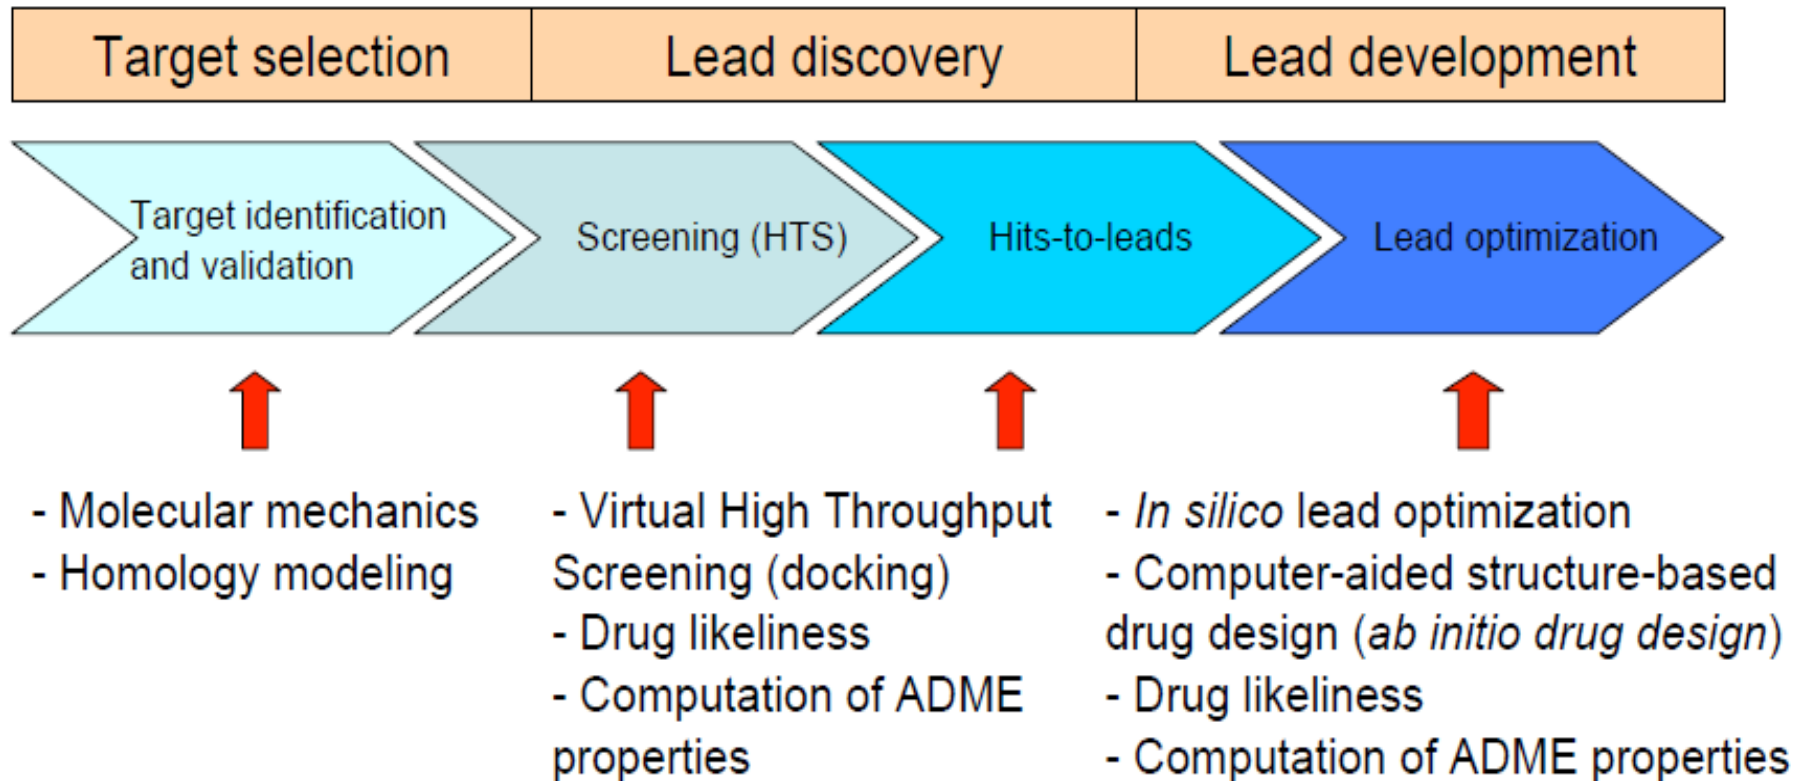 Target selection
Lead discovery
Lead development
Target identification
and validation
Screening (HTS)
Hits-to-leads
Lead optimization
- Molecular mechanics
- Homology modeling
- Virtual High Throughput
Screening (docking)
- Drug likeliness
- Computation of ADME
properties
- In silico lead optimization
- Computer-aided structure-based
drug design (ab initio drug design)
- Drug likeliness
- Computation of ADME properties